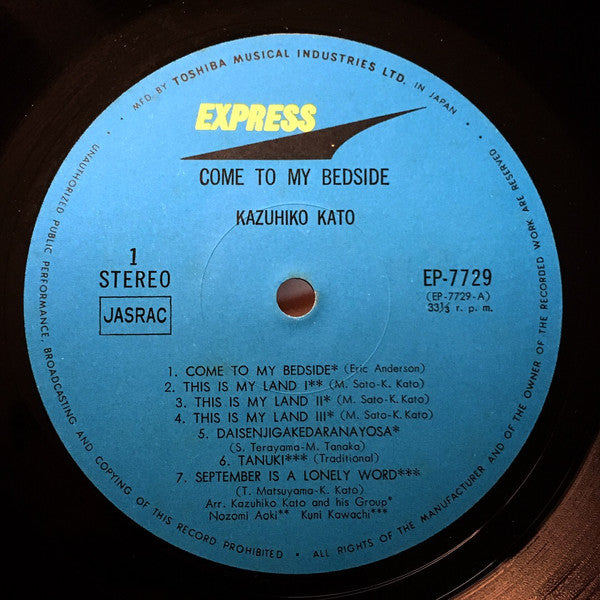 MFD. BY TOSHIBA MUSICAL INDUSTRIES LTD. IN JAPAN
EXPRESS
COME TO MY BEDSIDE
KAZUHIKO KATO
1
STEREO
JASRAC
EP-7729
(EP-7729-A)
33⅓ r. p. m.
1. COME TO MY BEDSIDE* (Eric Anderson)
2. THIS IS MY LAND I** (M. Sato-K. Kato)
3. THIS IS MY LAND II* (M. Sato-K. Kato)
4. THIS IS MY LAND III* (M. Sato-K. Kato)
5. DAISENJIGAKEDARANAYOSA*
(S. Terayama-M. Tanaka)
6. TANUKI*** (Traditional)
7. SEPTEMBER IS A LONELY WORD***
(T. Matsuyama-K. Kato)
Arr. Kazuhiko Kato and his Group*
Nozomi Aoki** Kuni Kawachi***
UNAUTHORIZED PUBLIC PERFORMANCE, BROADCASTING AND COPYING OF THIS RECORD PROHIBITED • ALL RIGHTS OF THE MANUFACTURER AND OF THE OWNER OF THE RECORDED WORK ARE RESERVED